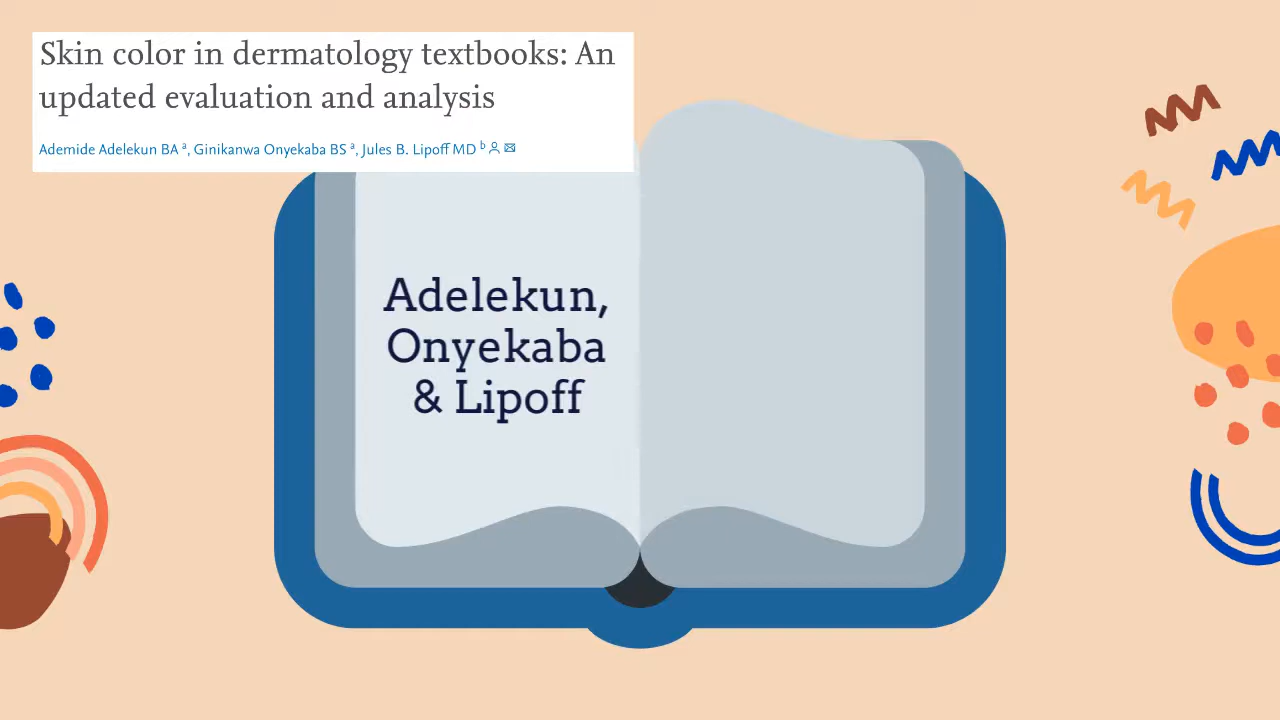 Skin color in dermatology textbooks: An
updated evaluation and analysis
Ademide Adelekun BA a, Ginikanwa Onyekaba BS a, Jules B. Lipoff MD b
Adelekun,
Onyekaba
& Lipoff